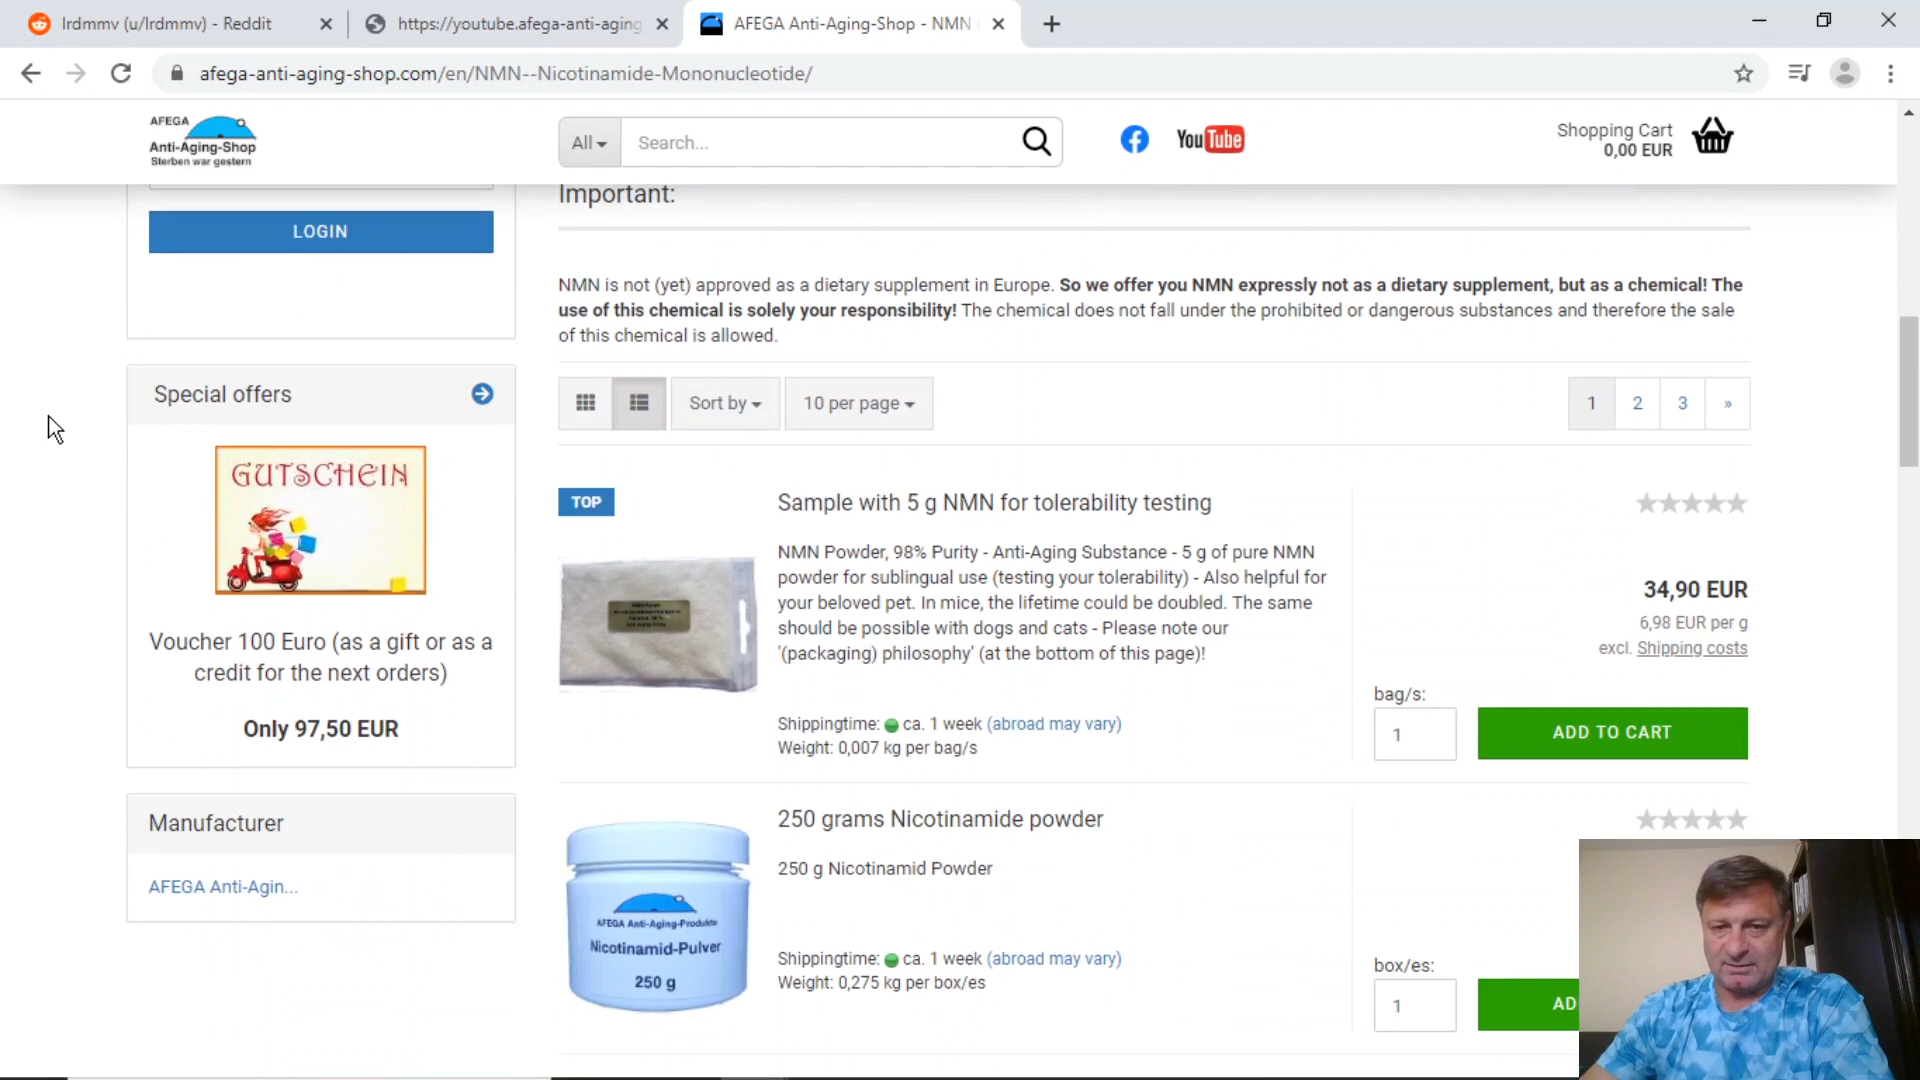 lrdmmv (u/lrdmmv) - Reddit
https://youtube.afega-anti-aging
AFEGA Anti-Aging-Shop - NMN
afega-anti-aging-shop.com/en/NMN--Nicotinamide-Mononucleotide/
AFEGA
Anti-Aging-Shop
Sterben war gestern
All
Search...
YouTube
Shopping Cart
0,00 EUR
LOGIN
Important:
NMN is not (yet) approved as a dietary supplement in Europe. So we offer you NMN expressly not as a dietary supplement, but as a chemical! The
use of this chemical is solely your responsibility! The chemical does not fall under the prohibited or dangerous substances and therefore the sale
of this chemical is allowed.
Special offers
GUTSCHEIN
Voucher 100 Euro (as a gift or as a
credit for the next orders)
Only 97,50 EUR
Manufacturer
AFEGA Anti-Agin...
Sort by
10 per page
1 2 3 »
TOP
Sample with 5 g NMN for tolerability testing
NMN Powder, 98% Purity - Anti-Aging Substance - 5 g of pure NMN
powder for sublingual use (testing your tolerability) - Also helpful for
your beloved pet. In mice, the lifetime could be doubled. The same
should be possible with dogs and cats - Please note our
'(packaging) philosophy' (at the bottom of this page)!
Shippingtime: ca. 1 week (abroad may vary)
Weight: 0,007 kg per bag/s
34,90 EUR
6,98 EUR per g
excl. Shipping costs
bag/s:
1
ADD TO CART
250 grams Nicotinamide powder
250 g Nicotinamid Powder
AFEGA Anti-Aging-Produkte
Nicotinamid-Pulver
250 g
Shippingtime: ca. 1 week (abroad may vary)
Weight: 0,275 kg per box/es
box/es:
1
AD